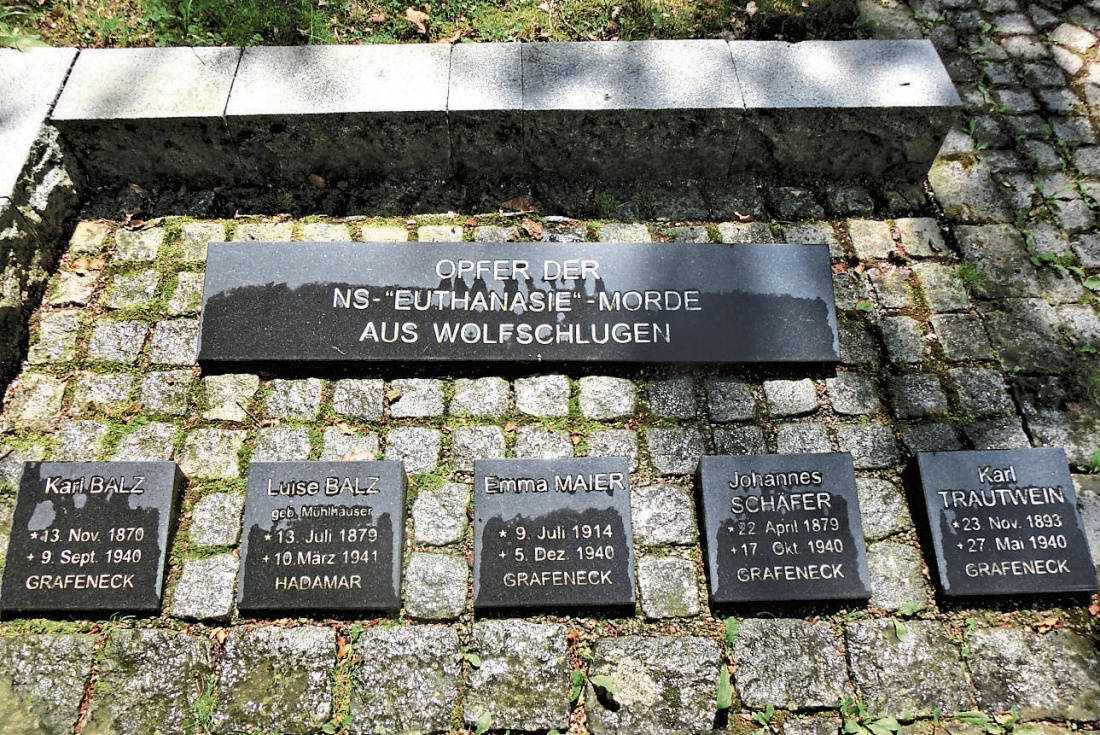 OPFER DER
NS-"EUTHANASIE"-MORDE
AUS WOLFSCHLUGEN
Karl BALZ
*13. Nov. 1870
+ 9. Sept. 1940
GRAFENECK
Luise BALZ
geb. Mühlhäuser
*13. Juli 1879
+10. März 1941
HADAMAR
Emma MAIER
* 9. Juli 1914
+ 5. Dez. 1940
GRAFENECK
Johannes
SCHÄFER
*22. April 1879
+17. Okt. 1940
GRAFENECK
Karl
TRAUTWEIN
*23. Nov. 1893
+27. Mai 1940
GRAFENECK